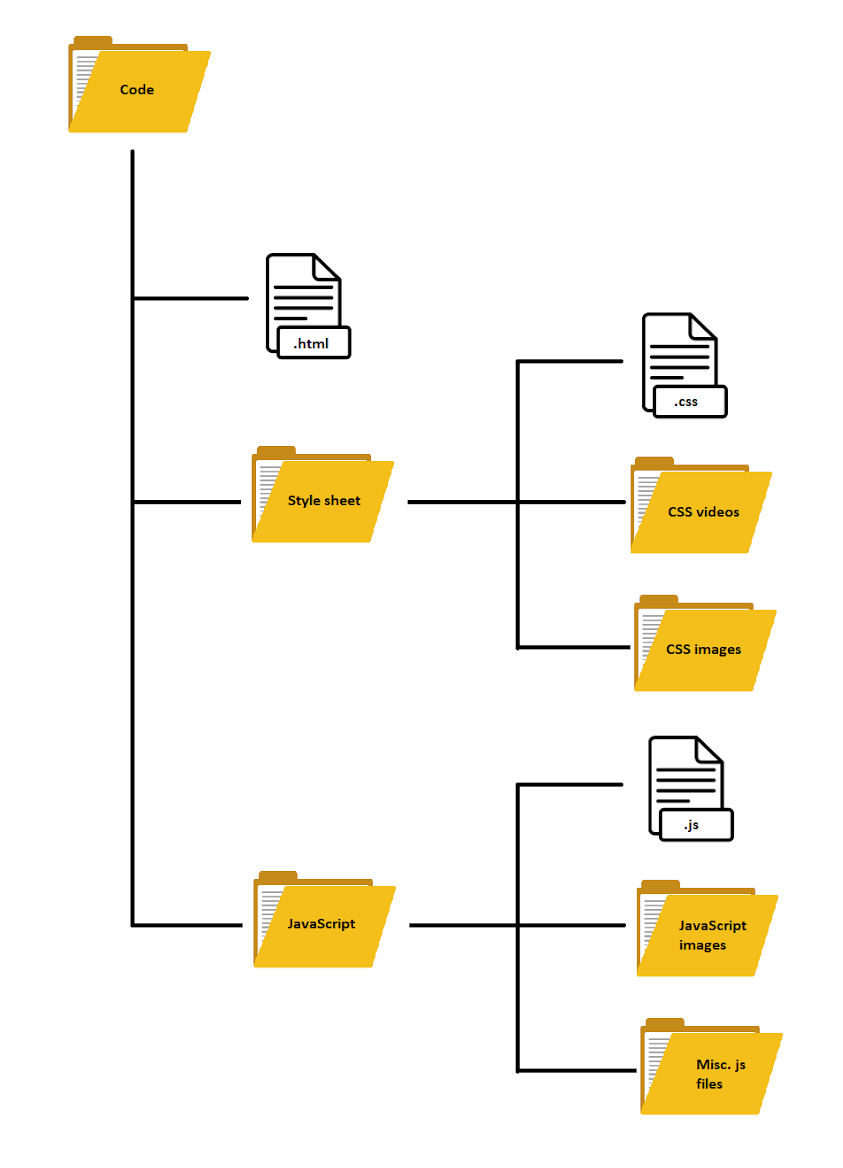 Code
.html
.css
Style sheet
CSS videos
CSS images
.js
JavaScript
JavaScript
images
Misc. js
files